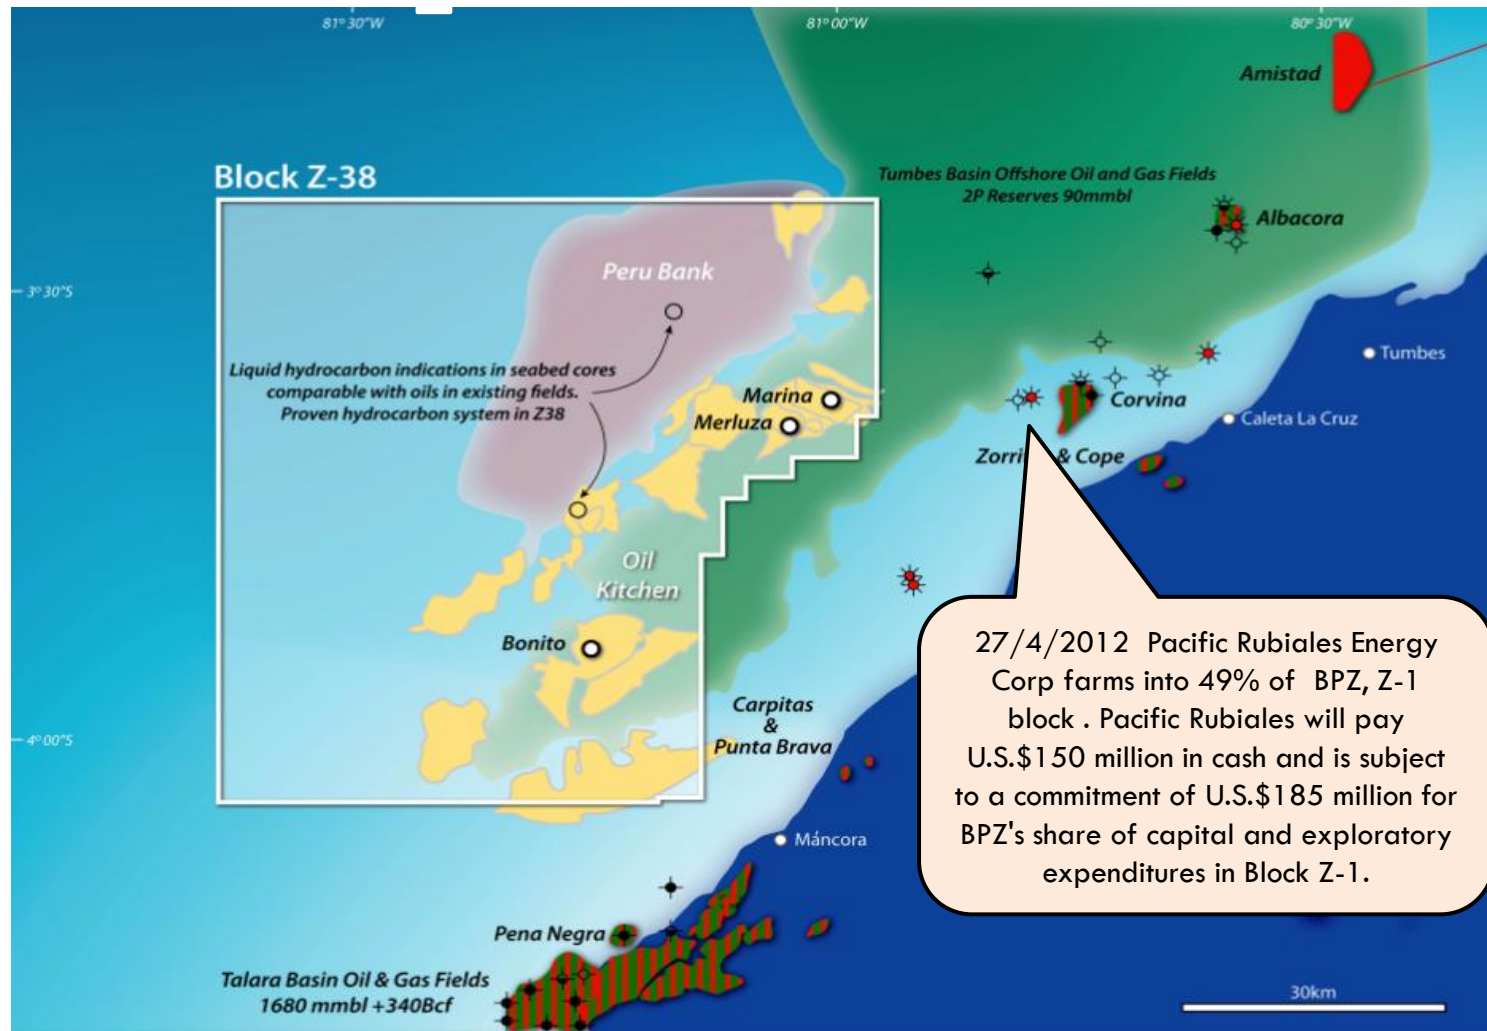 81° 30"W
81° 00"W
80° 30"W
Amistad
Block Z-38
Tumbes Basin Offshore Oil and Gas Fields
2P Reserves 90mmbl
Albacora
Peru Bank
3° 30"S
Liquid hydrocarbon indications in seabed cores
comparable with oils in existing fields.
Proven hydrocarbon system in Z38
Tumbes
Marina
Merluza
Corvina
Caleta La Cruz
& Cope
Oil
Kitchen
Bonito
27/4/2012 Pacific Rubiales Energy
Corp farms into 49% of BPZ, Z-1
block . Pacific Rubiales will pay
U.S.$150 million in cash and is subject
to a commitment of U.S.$185 million for
BPZ's share of capital and exploratory
expenditures in Block Z-1.
Carpitas
&
Punta Brava
4° 00"S
Máncora
Pena Negra
Talara Basin Oil & Gas Fields
1680 mmbl +340Bcf
30km